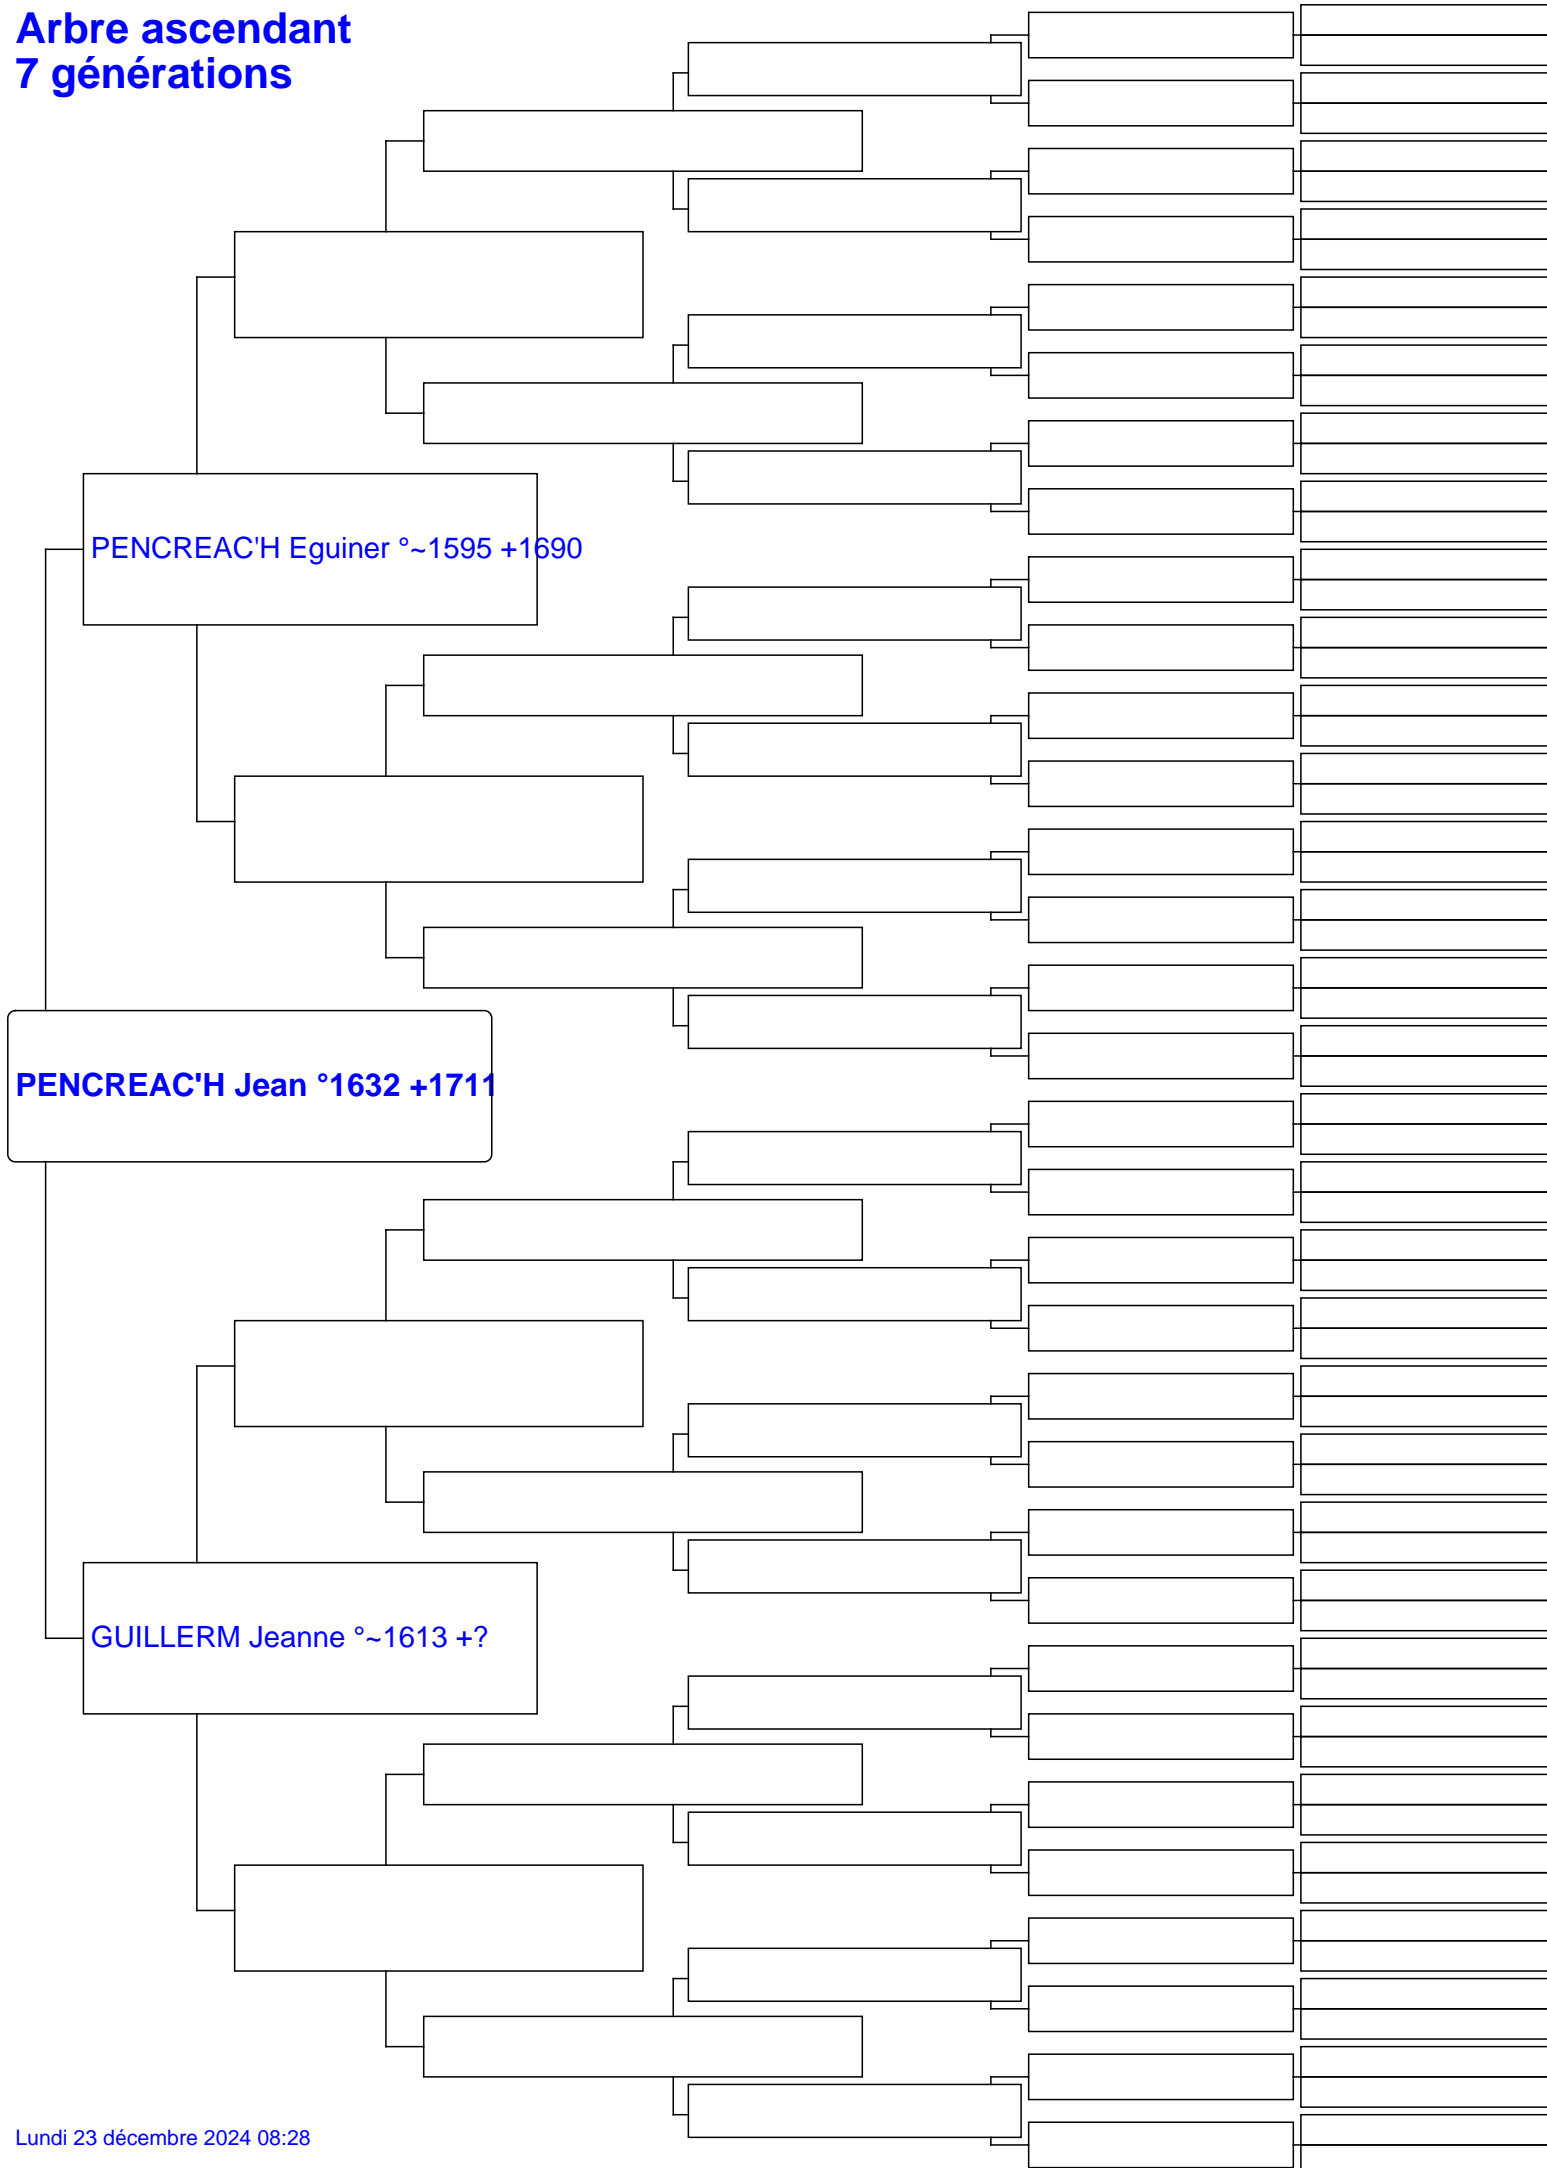 Arbre ascendant
7 générations
PENCREAC'H Eguiner °~1595 +1690
PENCREAC'H Jean °1632 +1711
GUILLERM Jeanne °~1613 +?
Lundi 23 décembre 2024 08:28